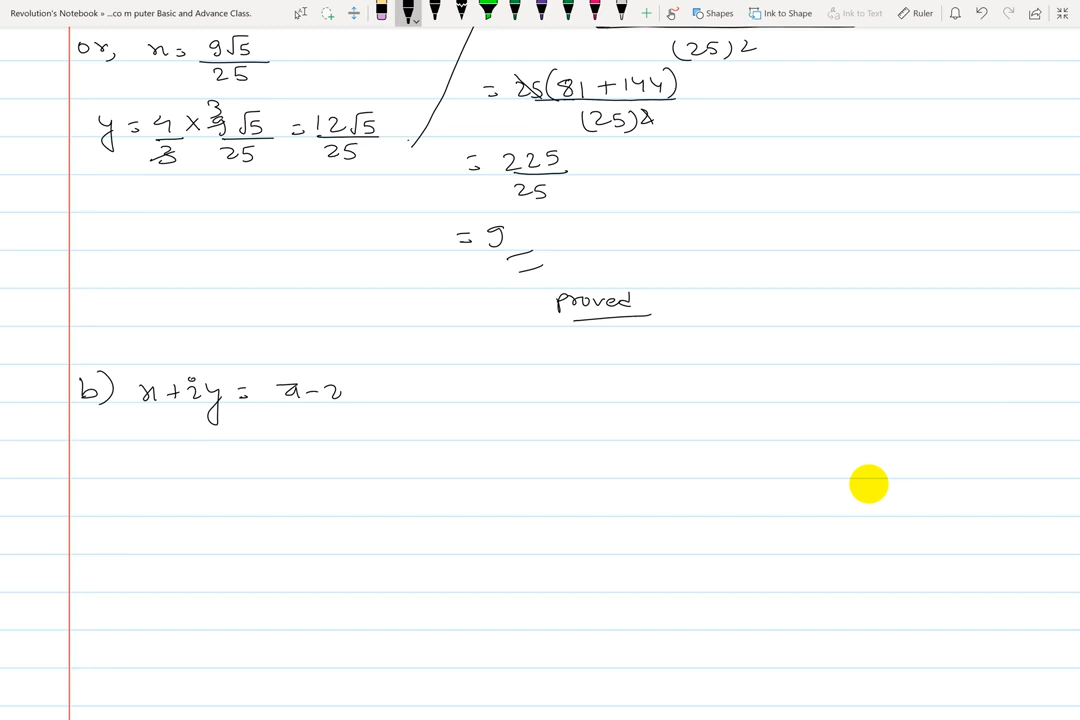 Revolution's Notebook » ...co m puter Basic and Advance Class.
Shapes
Ink to Shape
Ink to Text
Ruler
or, x = 9√5 / 25
y = 4/3 × 9√5 / 25 = 12√5 / 25
3
(25)2
= 25(81 + 144) / (25)2
= 225 / 25
= 9
proved
b) x + iy = a - 2